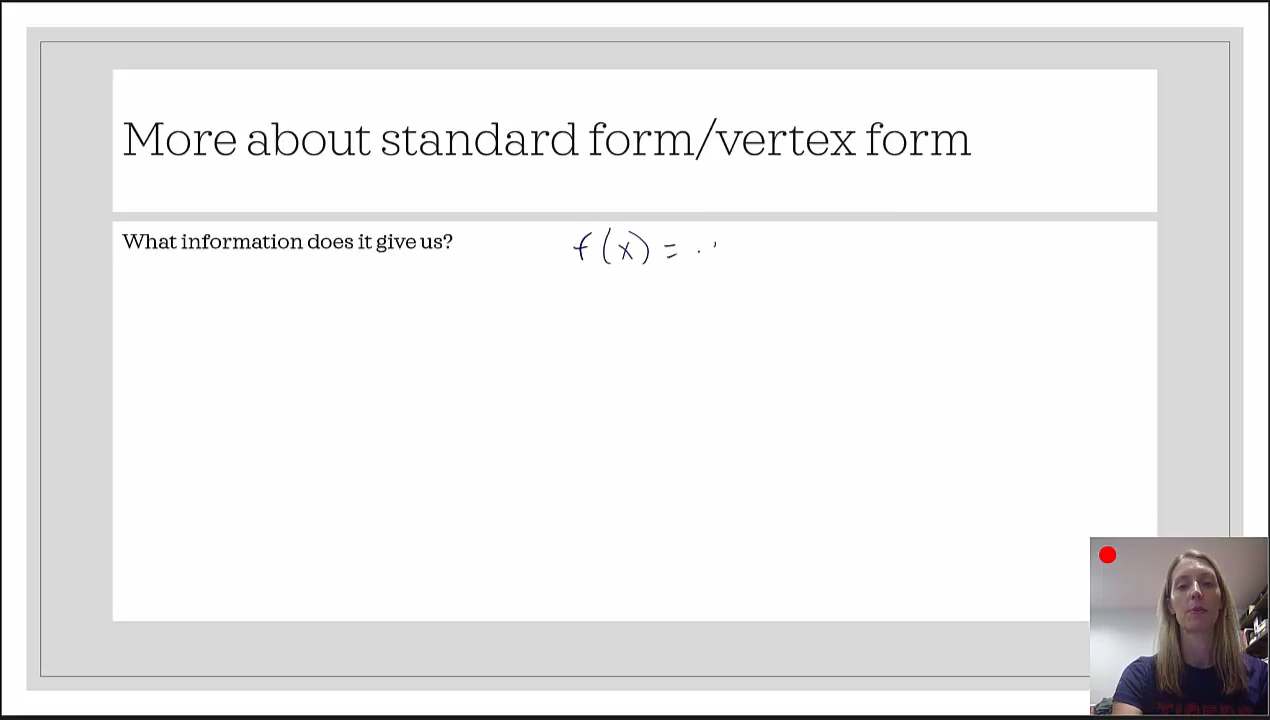 More about standard form/vertex form
What information does it give us?
f(x) =